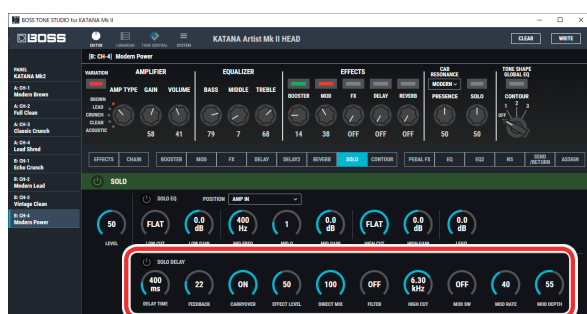 BOSS TONE STUDIO for KATANA Mk II
BOSS
EDITOR LIBRARIAN TONE CENTRAL SYSTEM
KATANA Artist Mk II HEAD
CLEAR WRITE
[B: CH-4] Modern Power
PANEL
KATANA Mk2
A: CH-1
Modern Brown
A: CH-2
Full Clean
A: CH-3
Classic Crunch
A: CH-4
Lead Shred
B: CH-1
Echo Crunch
B: CH-2
Modern Lead
B: CH-3
Vintage Clean
B: CH-4
Modern Power
VARIATION AMPLIFIER EQUALIZER EFFECTS CAB RESONANCE TONE SHAPE GLOBAL EQ
MODERN
AMP TYPE GAIN VOLUME BASS MIDDLE TREBLE BOOSTER MOD FX DELAY REVERB PRESENCE SOLO CONTOUR
BROWN
LEAD
CRUNCH
CLEAN
ACOUSTIC
OFF 1 2 3
58 41 79 7 68 14 38 OFF OFF OFF 50 50
EFFECTS CHAIN BOOSTER MOD FX DELAY DELAY2 REVERB SOLO CONTOUR PEDAL FX EQ EQ2 NS SEND /RETURN ASSIGN
SOLO
SOLO EQ POSITION AMP IN
50 FLAT 0.0 dB 400 Hz 1 0.0 dB FLAT 0.0 dB 50
LEVEL LOW CUT LOW GAIN MID FREQ MID Q MID GAIN HIGH CUT HIGH GAIN LEVEL
SOLO DELAY
400 ms 22 ON 50 100 OFF 6.30 kHz OFF 40 55
DELAY TIME FEEDBACK CARRYOVER EFFECT LEVEL DIRECT MIX FILTER HIGH CUT MOD SW MOD RATE MOD DEPTH